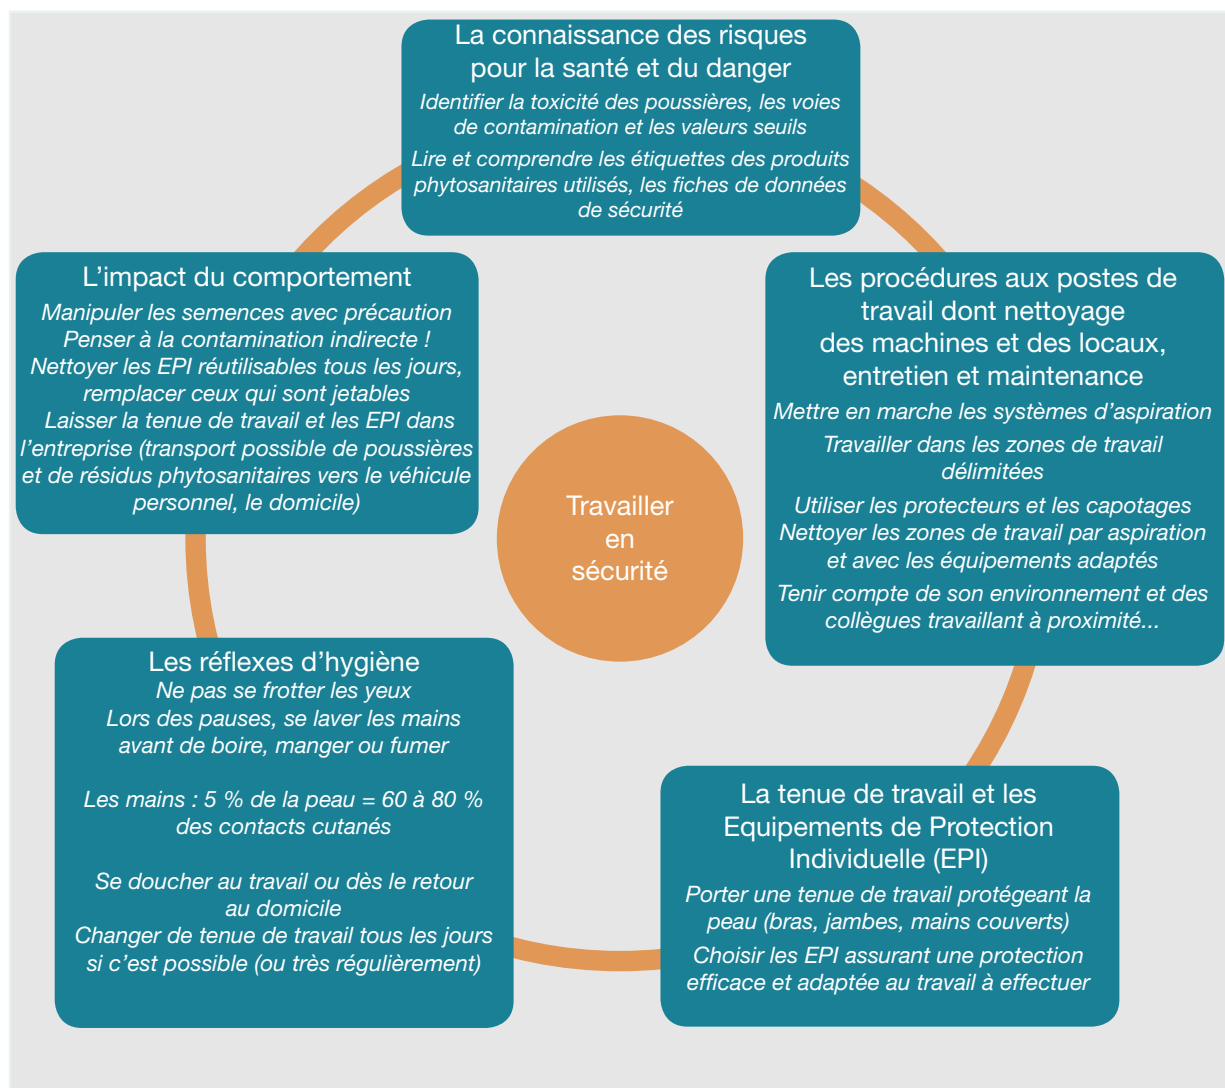 La connaissance des risques
pour la santé et du danger
Identifier la toxicité des poussières, les voies
de contamination et les valeurs seuils
Lire et comprendre les étiquettes des produits
phytosanitaires utilisés, les fiches de données
de sécurité
L’impact du comportement
Manipuler les semences avec précaution
Penser à la contamination indirecte !
Nettoyer les EPI réutilisables tous les jours,
remplacer ceux qui sont jetables
Laisser la tenue de travail et les EPI dans
l’entreprise (transport possible de poussières
et de résidus phytosanitaires vers le véhicule
personnel, le domicile)
Les procédures aux postes de
travail dont nettoyage
des machines et des locaux,
entretien et maintenance
Mettre en marche les systèmes d’aspiration
Travailler dans les zones de travail
délimitées
Utiliser les protecteurs et les capotages
Nettoyer les zones de travail par aspiration
et avec les équipements adaptés
Tenir compte de son environnement et des
collègues travaillant à proximité...
Travailler
en
sécurité
Les réflexes d’hygiène
Ne pas se frotter les yeux
Lors des pauses, se laver les mains
avant de boire, manger ou fumer
Les mains : 5 % de la peau = 60 à 80 %
des contacts cutanés
Se doucher au travail ou dès le retour
au domicile
Changer de tenue de travail tous les jours
si c’est possible (ou très régulièrement)
La tenue de travail et les
Equipements de Protection
Individuelle (EPI)
Porter une tenue de travail protégeant la
peau (bras, jambes, mains couverts)
Choisir les EPI assurant une protection
efficace et adaptée au travail à effectuer